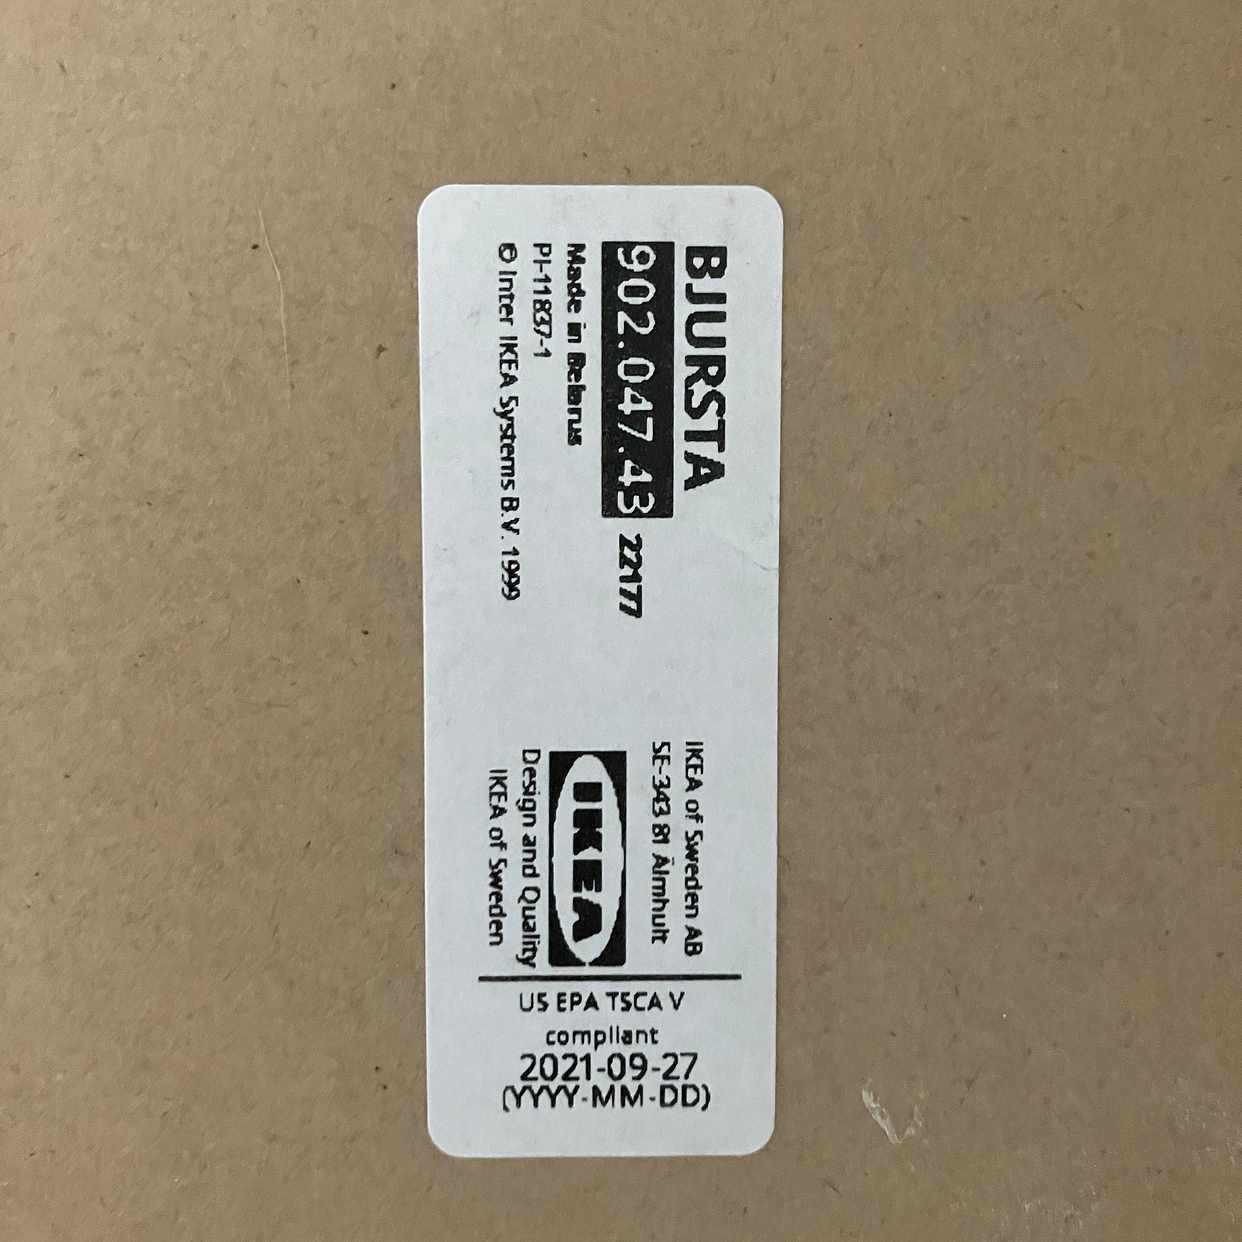 BJURSTA
902.047.43 22177
Made in Belarus
PI-11837-1
© Inter IKEA Systems B.V. 1999
IKEA of Sweden AB
SE-343 81 Älmhult
IKEA
Design and Quality
IKEA of Sweden
US EPA TSCA V
compliant
2021-09-27
(YYYY-MM-DD)